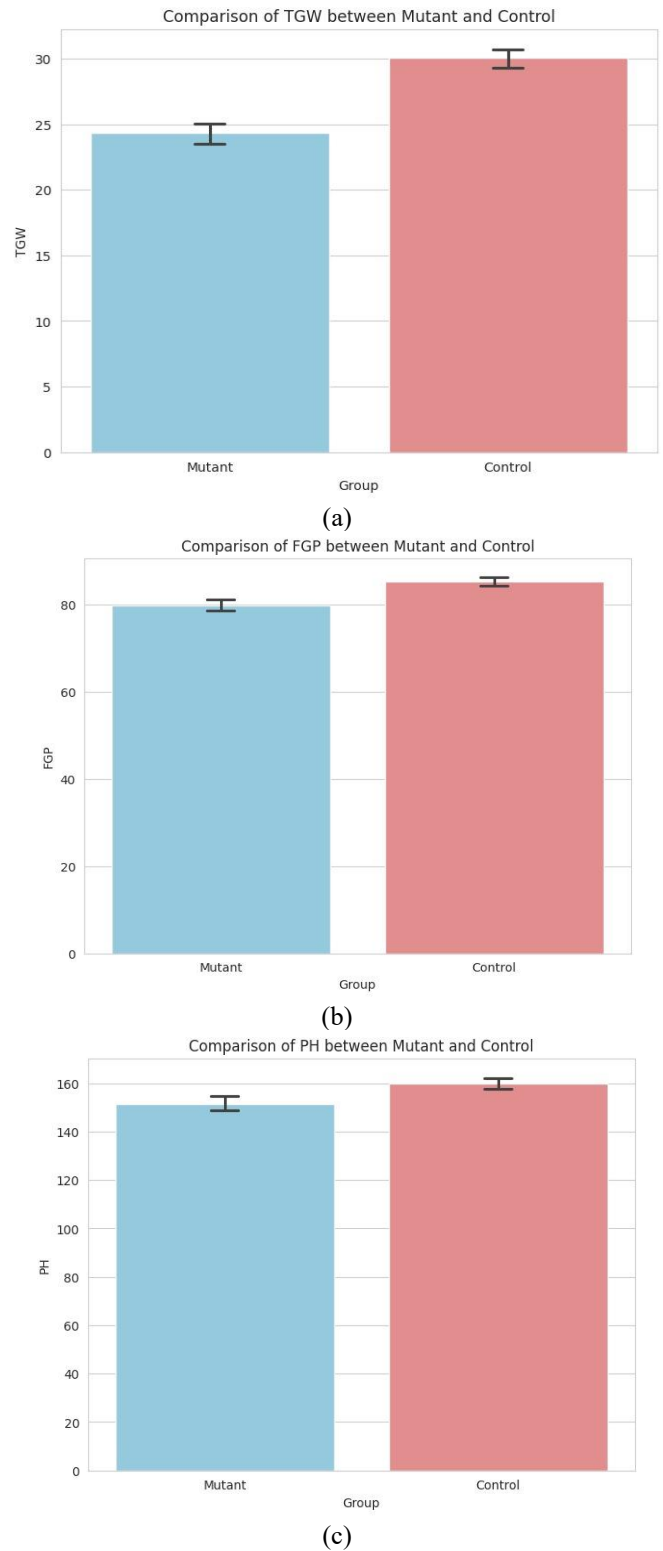 Comparison of TGW between Mutant and Control
30
25
20
15
10
5
0
TGW
Mutant Control
Group
(a)
Comparison of FGP between Mutant and Control
80
60
40
20
0
FGP
Mutant Control
Group
(b)
Comparison of PH between Mutant and Control
160
140
120
100
80
60
40
20
0
PH
Mutant Control
Group
(c)